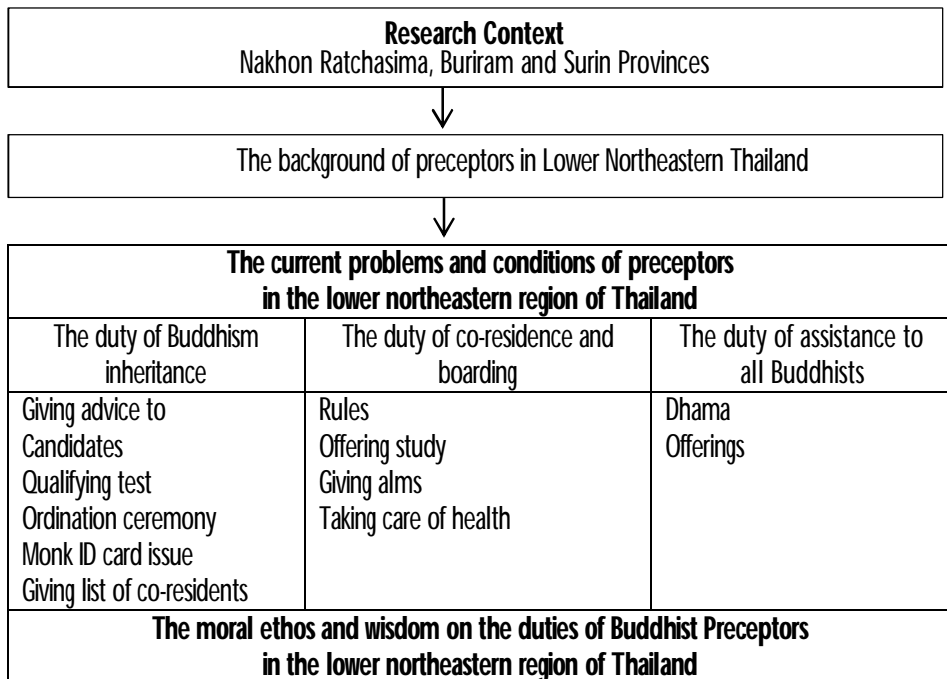 Research Context
Nakhon Ratchasima, Buriram and Surin Provinces
The background of preceptors in Lower Northeastern Thailand
The current problems and conditions of preceptors
in the lower northeastern region of Thailand
The duty of Buddhism
inheritance
The duty of co-residence and
boarding
The duty of assistance to
all Buddhists
Giving advice to
Candidates
Qualifying test
Ordination ceremony
Monk ID card issue
Giving list of co-residents
Rules
Offering study
Giving alms
Taking care of health
Dhama
Offerings
The moral ethos and wisdom on the duties of Buddhist Preceptors
in the lower northeastern region of Thailand